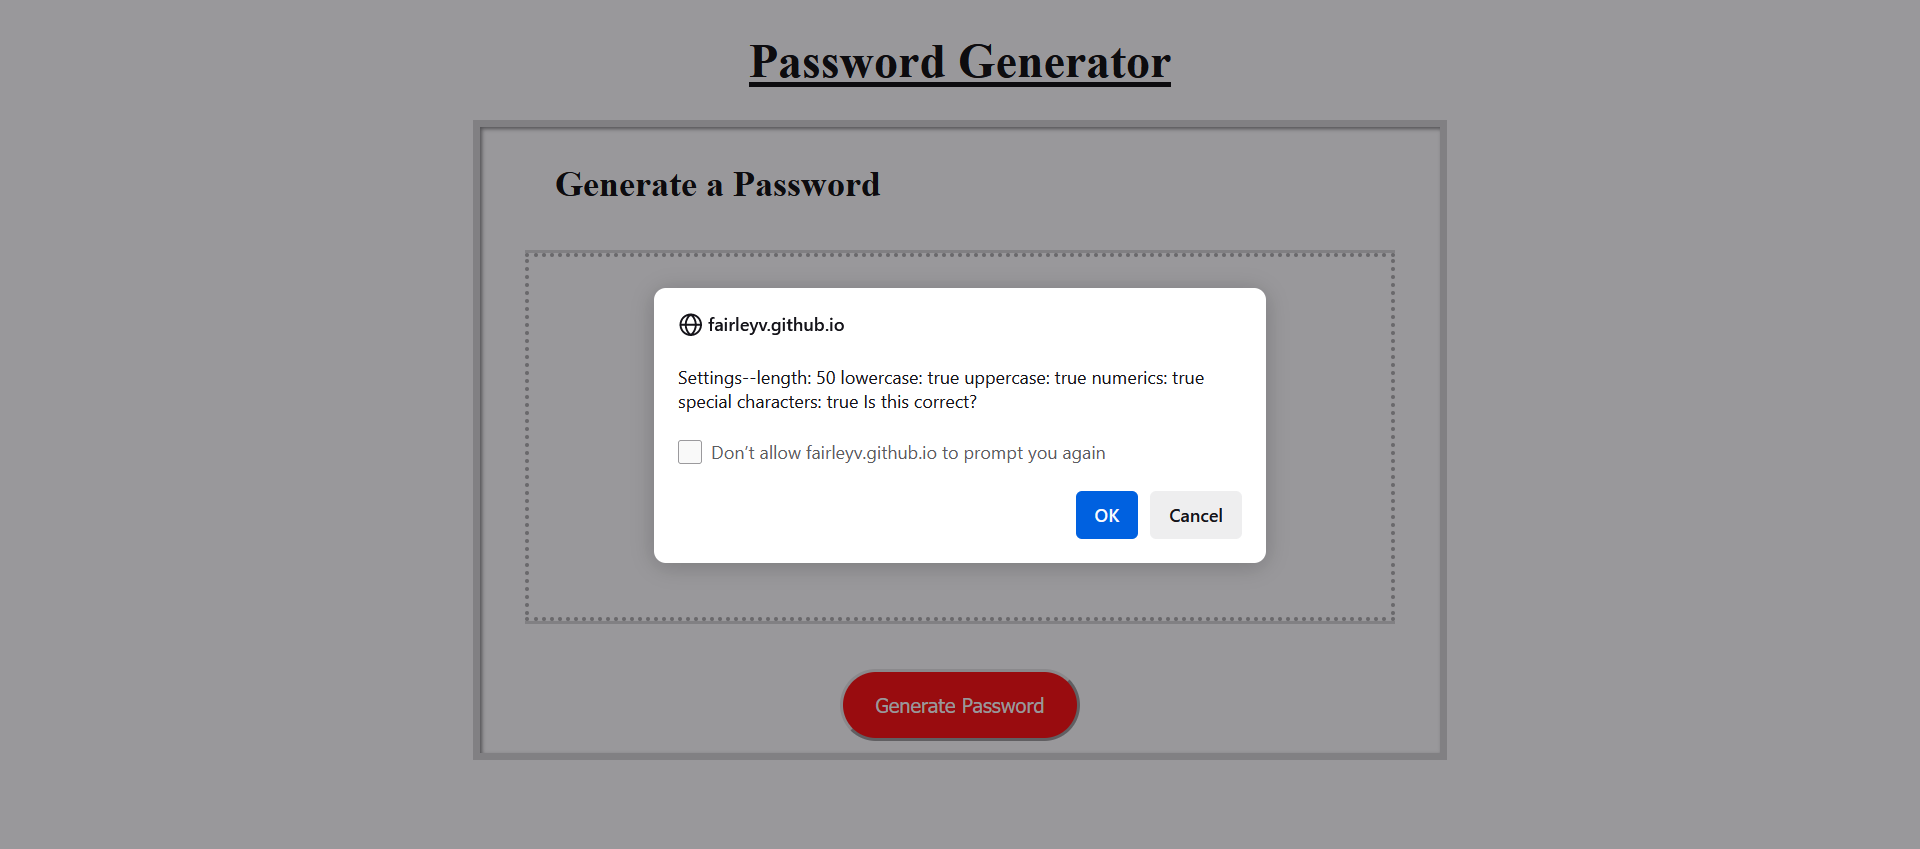 Password Generator
Generate a Password
fairleyv.github.io
Settings--length: 50 lowercase: true uppercase: true numerics: true
special characters: true Is this correct?
Don’t allow fairleyv.github.io to prompt you again
OK
Cancel
Generate Password